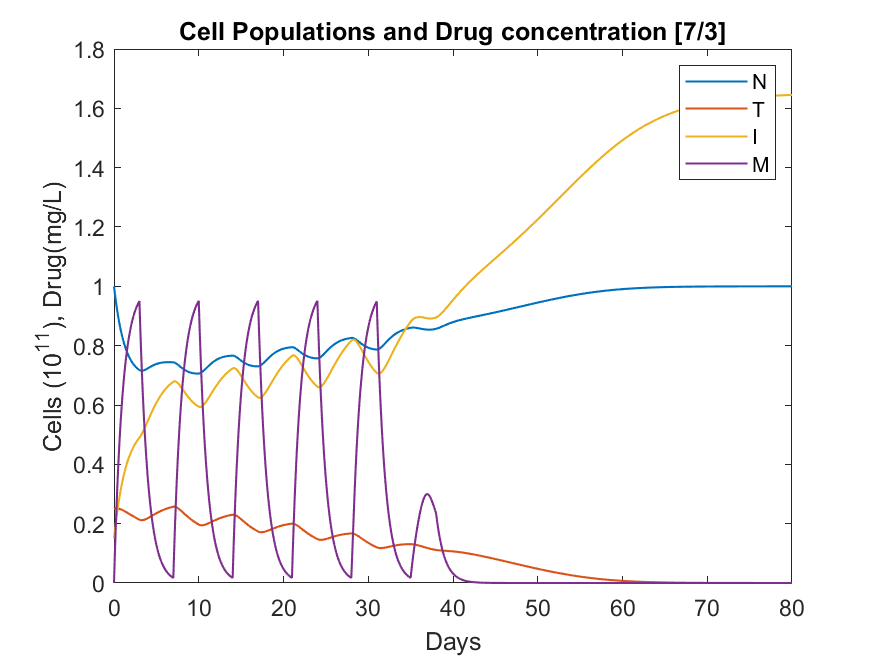 Cell Populations and Drug concentration [7/3]
Cells (10^11), Drug(mg/L)
1.8
1.6
1.4
1.2
1
0.8
0.6
0.4
0.2
0
N
T
I
M
0 10 20 30 40 50 60 70 80
Days